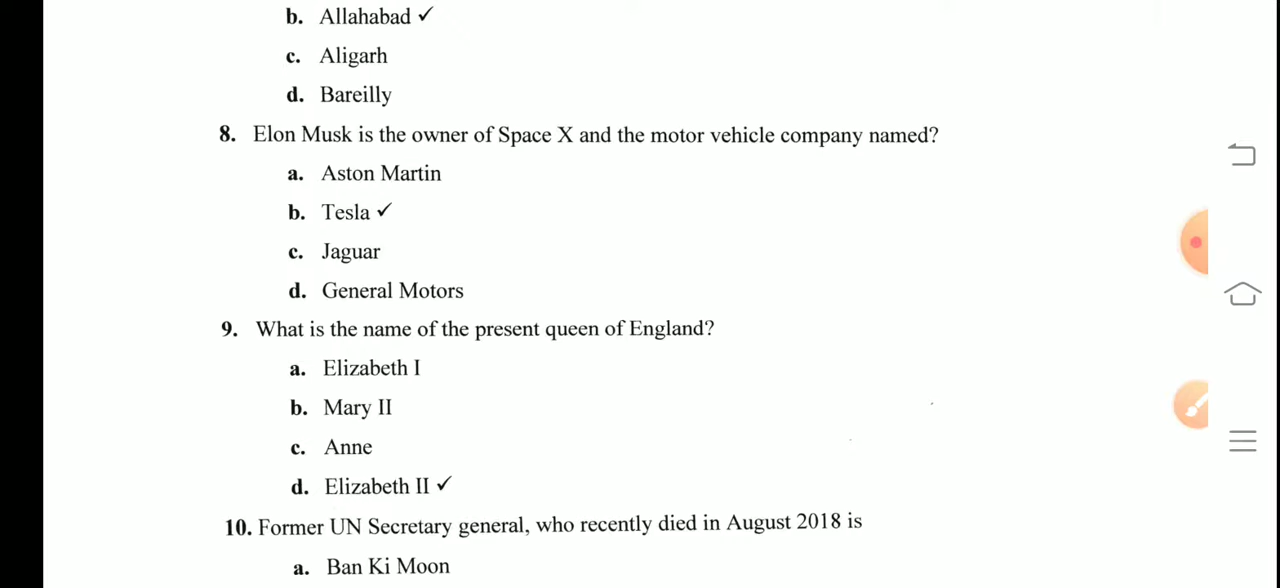 b. Allahabad ✓
c. Aligarh
d. Bareilly
8. Elon Musk is the owner of Space X and the motor vehicle company named?
a. Aston Martin
b. Tesla ✓
c. Jaguar
d. General Motors
9. What is the name of the present queen of England?
a. Elizabeth I
b. Mary II
c. Anne
d. Elizabeth II ✓
10. Former UN Secretary general, who recently died in August 2018 is
a. Ban Ki Moon